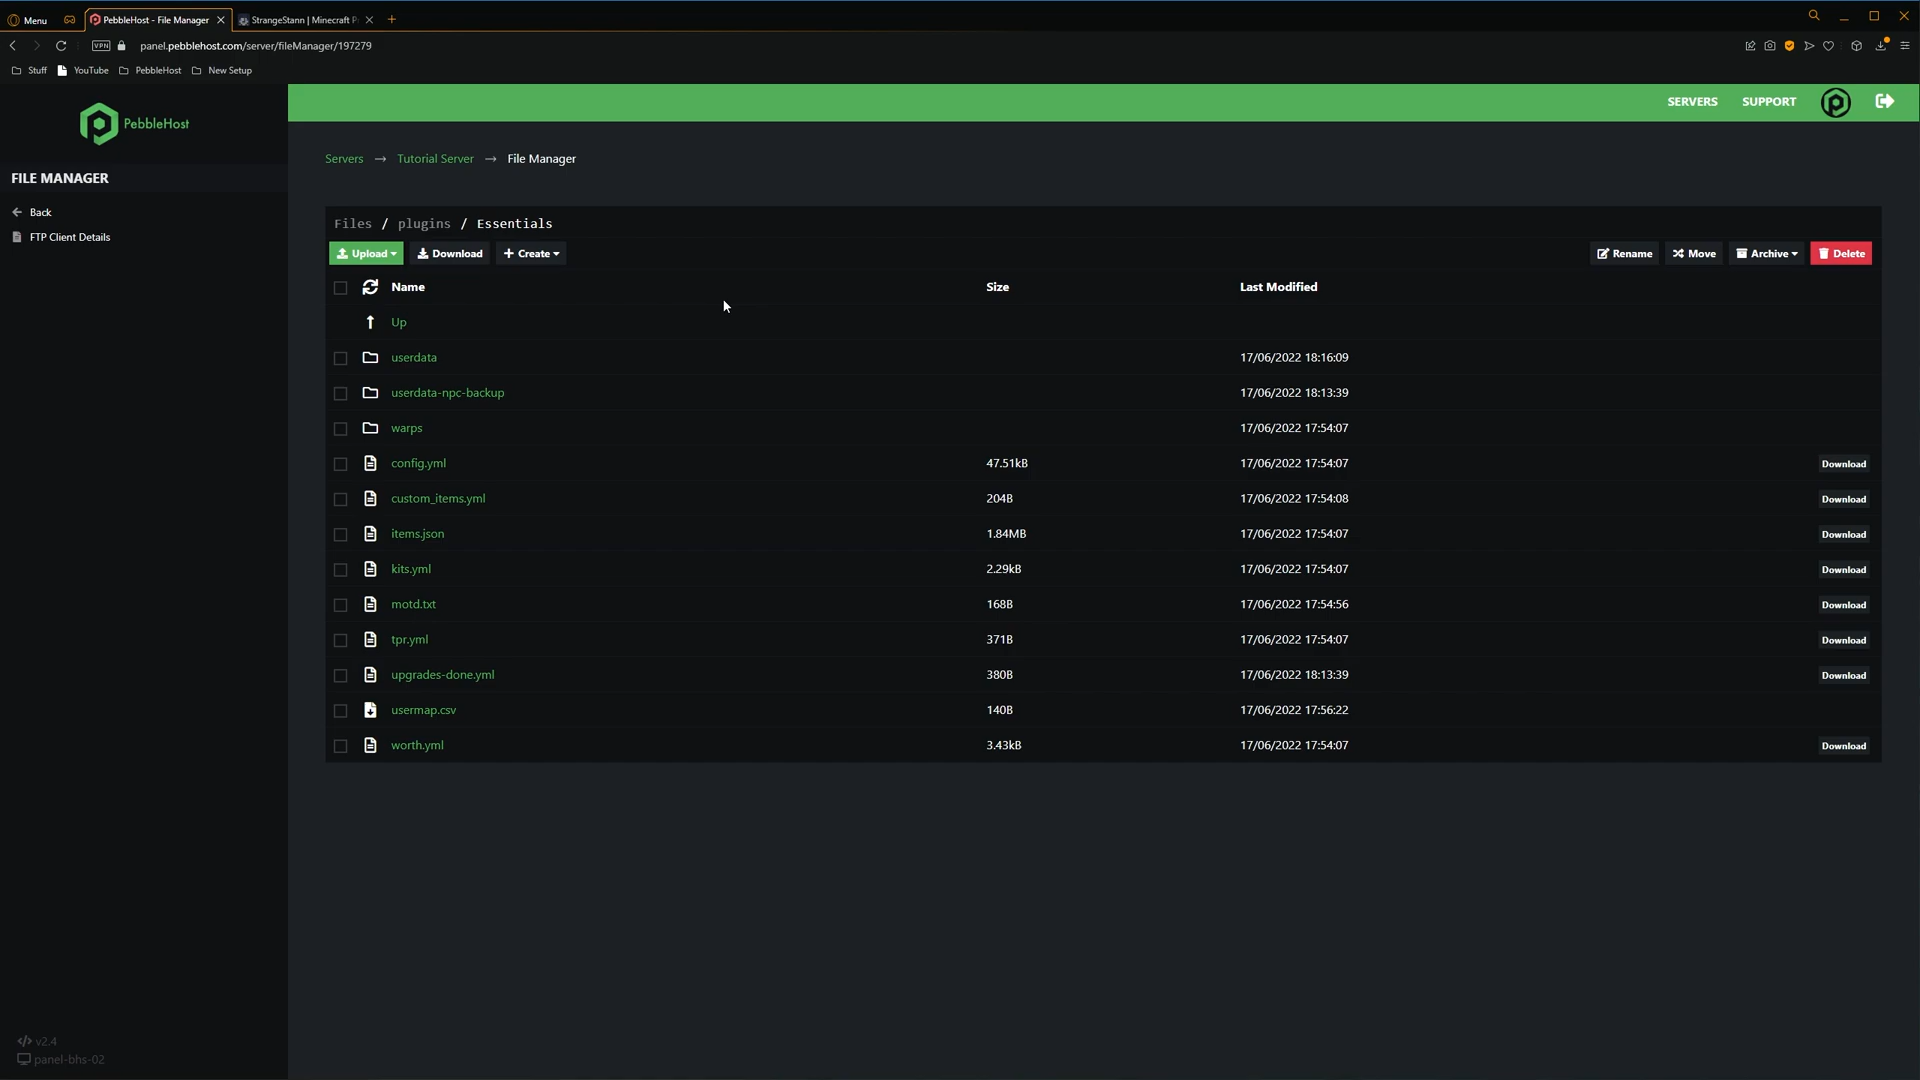 Menu
PebbleHost - File Manager
StrangeStann | Minecraft P
VPN
panel.pebblehost.com/server/fileManager/197279
Stuff
YouTube
PebbleHost
New Setup
PebbleHost
SERVERS
SUPPORT
FILE MANAGER
Back
FTP Client Details
Servers → Tutorial Server → File Manager
Files / plugins / Essentials
Upload
Download
+ Create
Rename
Move
Archive
Delete
Name Size Last Modified
Up
userdata 17/06/2022 18:16:09
userdata-npc-backup 17/06/2022 18:13:39
warps 17/06/2022 17:54:07
config.yml 47.51kB 17/06/2022 17:54:07 Download
custom_items.yml 204B 17/06/2022 17:54:08 Download
items.json 1.84MB 17/06/2022 17:54:07 Download
kits.yml 2.29kB 17/06/2022 17:54:07 Download
motd.txt 168B 17/06/2022 17:54:56 Download
tpr.yml 371B 17/06/2022 17:54:07 Download
upgrades-done.yml 380B 17/06/2022 18:13:39 Download
usermap.csv 140B 17/06/2022 17:56:22
worth.yml 3.43kB 17/06/2022 17:54:07 Download
v2.4
panel-bhs-02